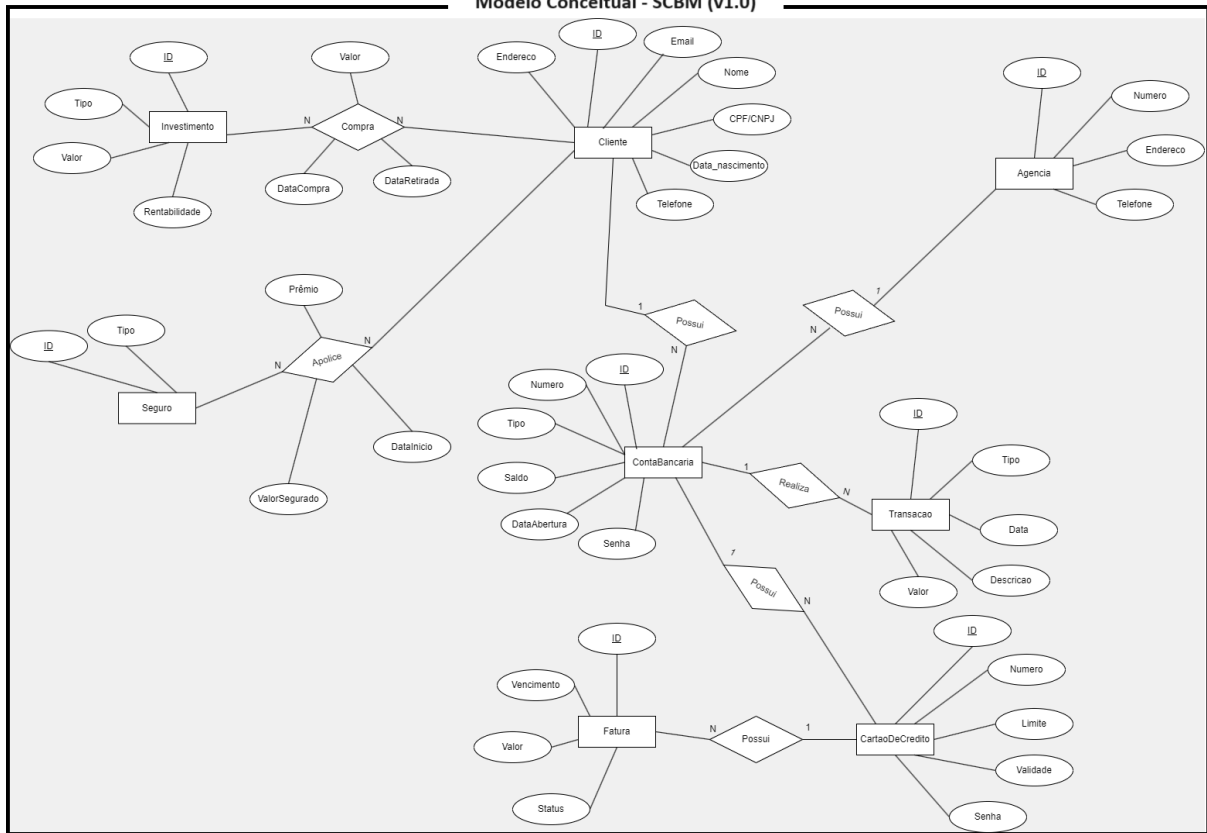 Modelo Conceitual - SCBM (v1.0)
ID
Tipo
Valor
Rentabilidade
Investimento
N
Compra
N
Valor
DataCompra
DataRetirada
Endereco
ID
Email
Nome
CPF/CNPJ
Data_nascimento
Telefone
Cliente
ID
Numero
Endereco
Telefone
Agencia
1
Possui
N
1
Possui
N
Prêmio
N
Apolice
N
ID
Tipo
Seguro
DataInicio
ValorSegurado
ID
Numero
Tipo
Saldo
DataAbertura
Senha
ContaBancaria
1
Realiza
N
ID
Tipo
Data
Descricao
Valor
Transacao
1
Possui
N
ID
Vencimento
Valor
Status
Fatura
N
Possui
1
ID
Numero
Limite
Validade
Senha
CartaoDeCredito